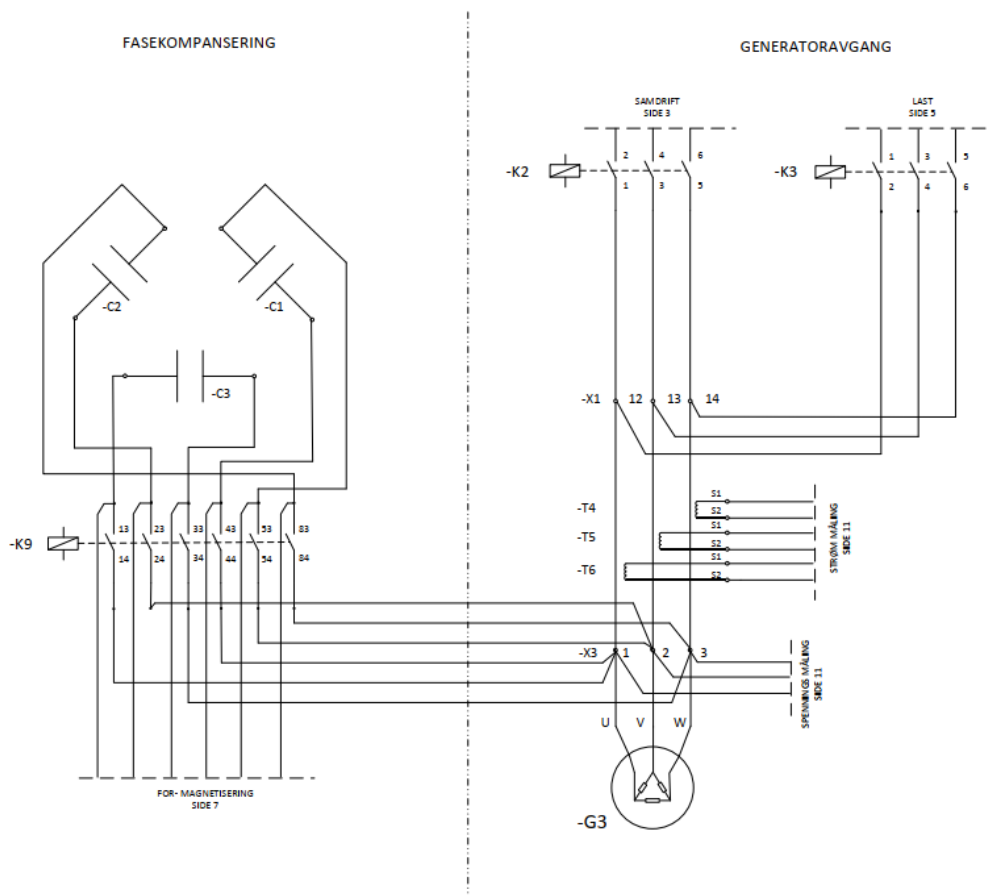 FASEKOMPANSERING
GENERATORAVGANG
SAMDRIFT
SIDE 3
LAST
SIDE 5
-K2
2 4 6
1 3 5
-K3
1 3 5
2 4 6
-C2
-C1
-C3
-X1 12 13 14
-T4
S1
S2
-T5
S1
S2
-T6
S1
S2
STRØM MÅLING
SIDE 11
-K9
13 23 33 43 53 83
14 24 34 44 54 84
-X3 1 2 3
SPENNINGS MÅLING
SIDE 11
U V W
FOR- MAGNETISERING
SIDE 7
-G3